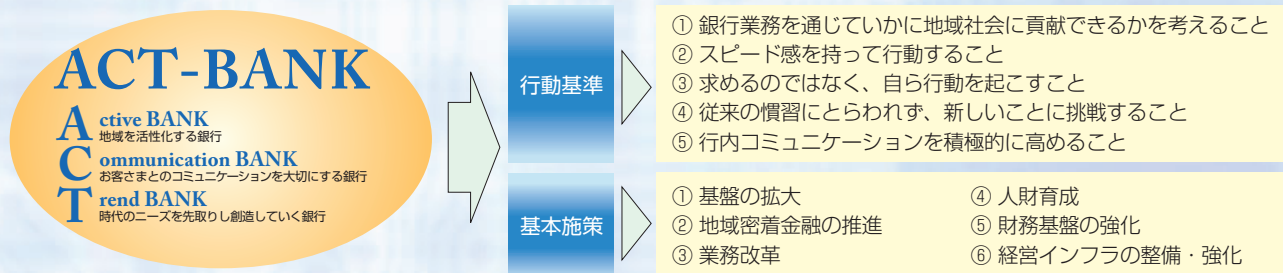 ACT-BANK
Active BANK
地域を活性化する銀行
Communication BANK
お客さまとのコミュニケーションを大切にする銀行
Trend BANK
時代のニーズを先取りし創造していく銀行
行動基準
① 銀行業務を通じていかに地域社会に貢献できるかを考えること
② スピード感を持って行動すること
③ 求めるのではなく、自ら行動を起こすこと
④ 従来の慣習にとらわれず、新しいことに挑戦すること
⑤ 行内コミュニケーションを積極的に高めること
基本施策
① 基盤の拡大
② 地域密着金融の推進
③ 業務改革
④ 人財育成
⑤ 財務基盤の強化
⑥ 経営インフラの整備・強化